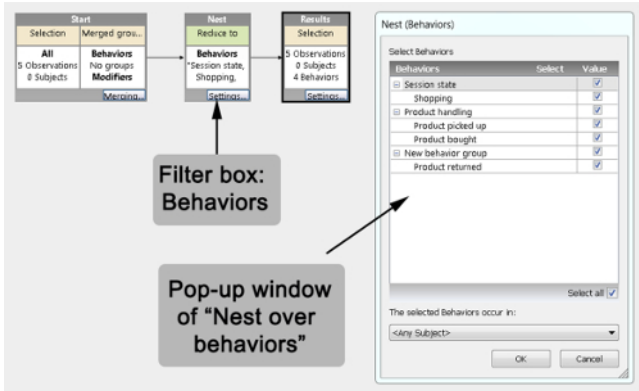 Start
Selection Merged grou...
All
5 Observations
0 Subjects
Behaviors
No groups
Modifiers
Merging...
Nest
Reduce to
Behaviors
"Session state,
Shopping,
Settings...
Results
Selection
5 Observations
0 Subjects
4 Behaviors
Settings...
Filter box:
Behaviors
Pop-up window
of “Nest over
behaviors”
Nest (Behaviors)
Select Behaviors
Behaviors Select Value
Session state
Shopping
Product handling
Product picked up
Product bought
New behavior group
Product returned
Select all
The selected Behaviors occur in:
<Any Subject>
OK Cancel